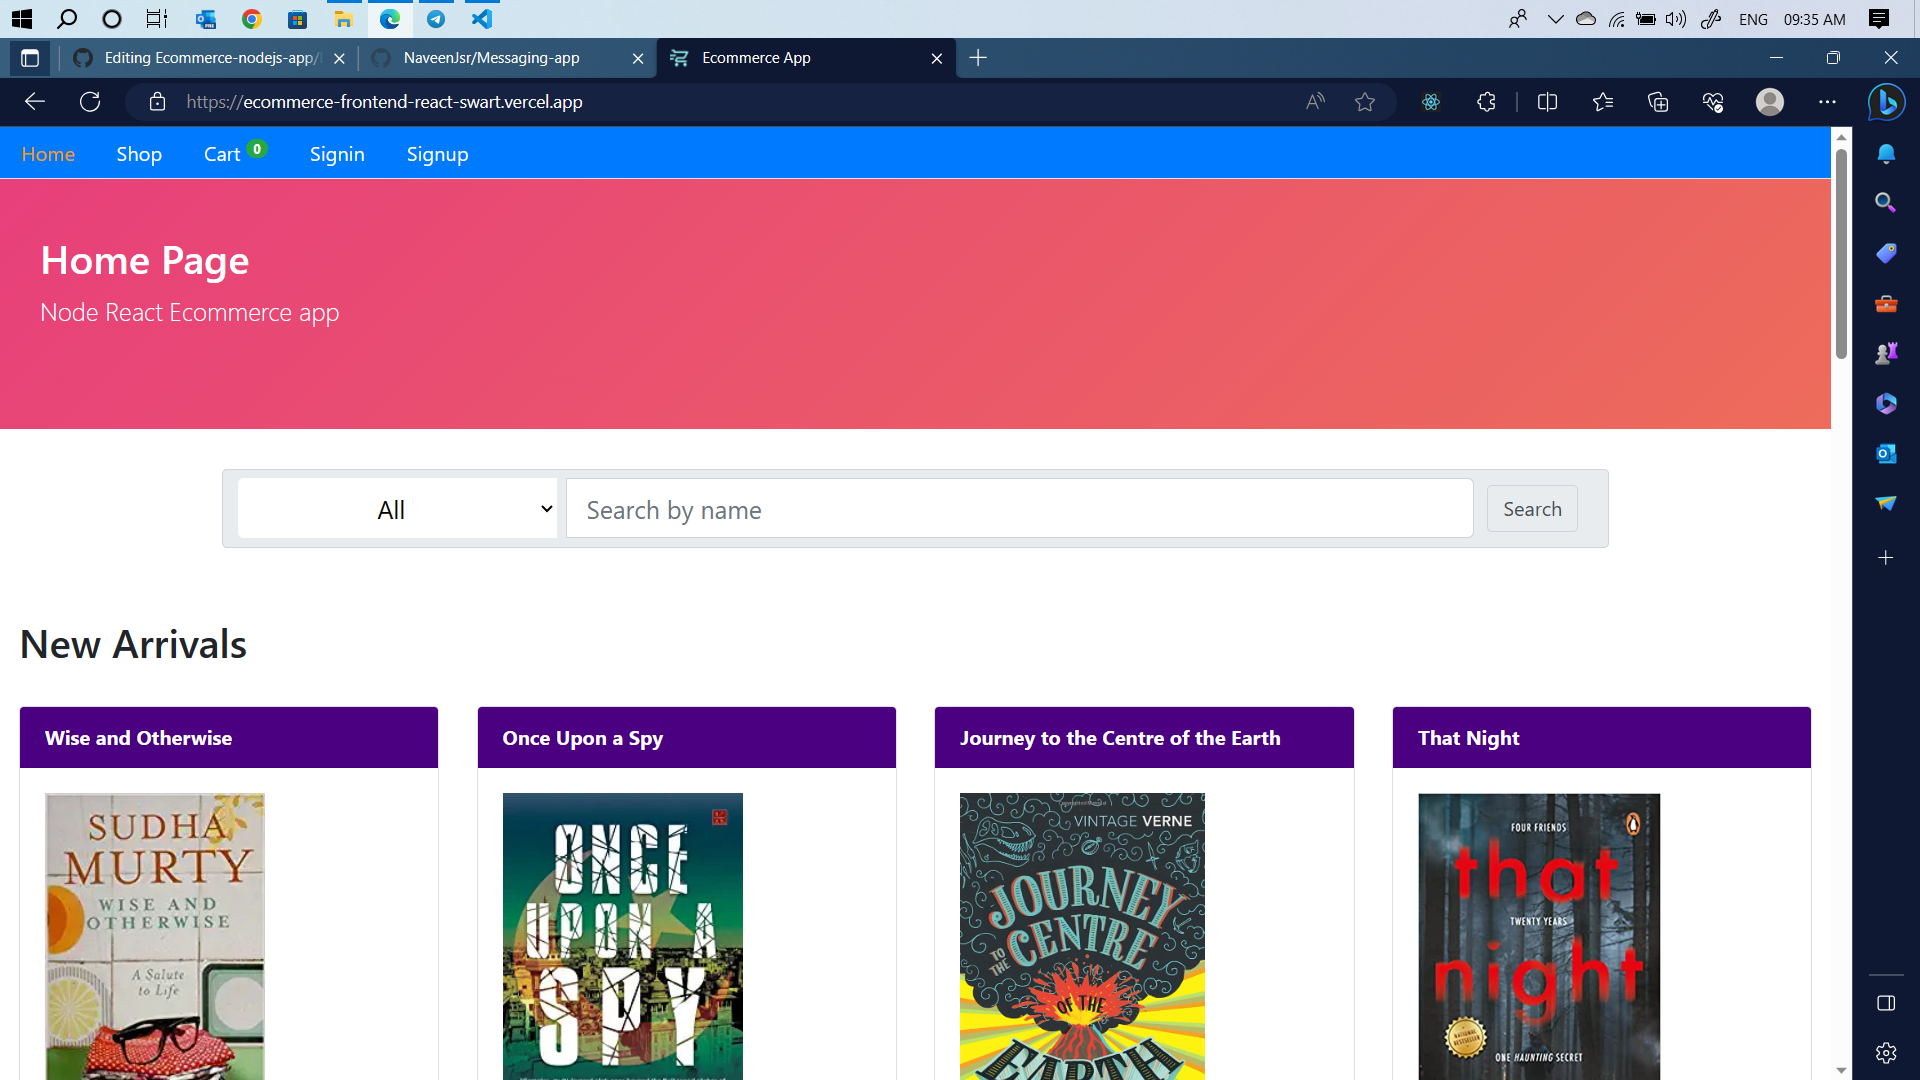 ENG 09:35 AM
Editing Ecommerce-nodejs-app/
NaveenJsr/Messaging-app
Ecommerce App
https://ecommerce-frontend-react-swart.vercel.app
Home Shop Cart 0 Signin Signup
Home Page
Node React Ecommerce app
All
Search by name
Search
New Arrivals
Wise and Otherwise
Once Upon a Spy
Journey to the Centre of the Earth
That Night
SUDHA
MURTY
WISE AND
OTHERWISE
A Salute
to Life
ONCE
UPON A
SPY
VINTAGE VERNE
JOURNEY
TO THE
CENTRE
OF THE
EARTH
FOUR FRIENDS
that
TWENTY YEARS
night
NATIONAL
BESTSELLER
ONE HAUNTING SECRET